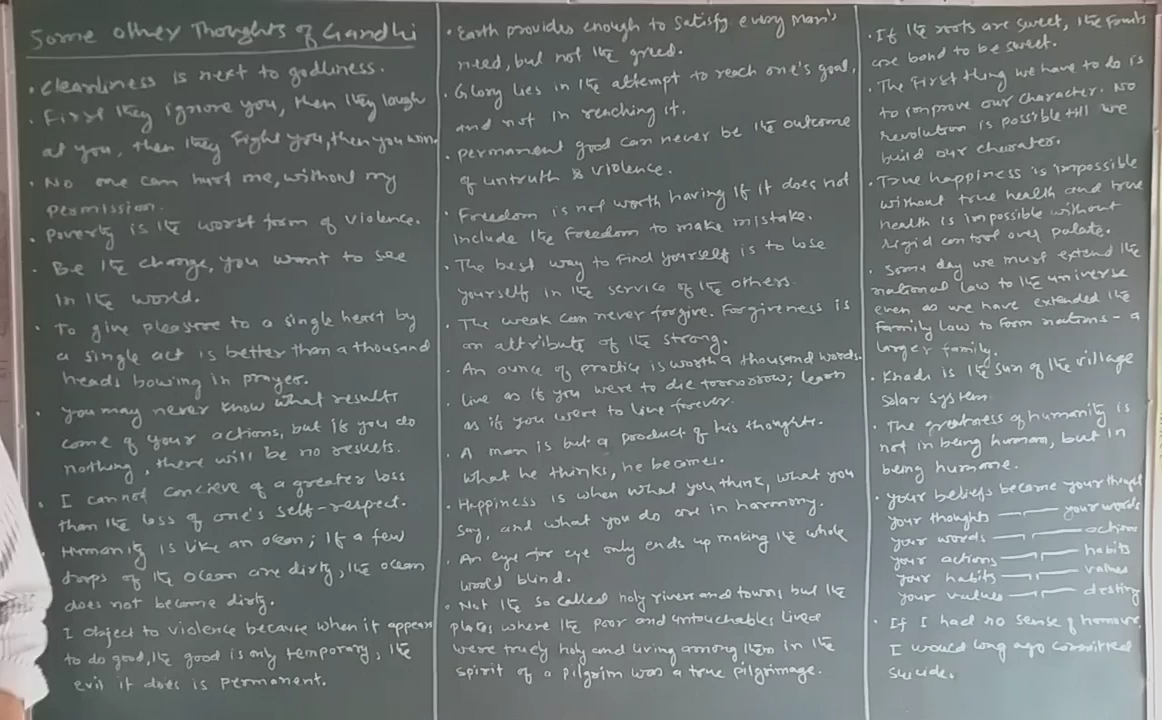 Some other Thoughts of Gandhi
• Cleanliness is next to godliness.
• First they ignore you, then they laugh
at you, then they fight you, then you win.
• No one can hurt me, without my
permission.
• Poverty is the worst form of violence.
• Be the change, you want to see
in the world.
• To give pleasure to a single heart by
a single act is better than a thousand
heads bowing in prayer.
• you may never know what results
come of your actions, but if you do
nothing, there will be no results.
• I cannot concieve of a greater loss
than the loss of one's self-respect.
• Humanity is like an ocean; If a few
drops of the ocean are dirty, the ocean
does not become dirty.
I object to violence because when it appears
to do good, the good is only temporary; the
evil it does is permanent.
• Earth provides enough to satisfy every man's
need, but not the greed.
• Glory lies in the attempt to reach one's goal,
and not in reaching it.
• permanent good can never be the outcome
of untruth & violence.
• Freedom is not worth having if it does not
include the freedom to make mistake.
• The best way to find yourself is to lose
yourself in the service of the others.
• The weak can never forgive. Forgiveness is
an attribute of the strong.
• An ounce of practice is worth a thousand words.
• Live as if you were to die tomorrow; learn
as if you were to live forever.
• A man is but a product of his thoughts.
What he thinks, he becomes.
• Happiness is when what you think, what you
say, and what you do are in harmony.
• An eye for eye only ends up making the whole
world blind.
• Not the so called holy rivers and towns but the
places where the poor and untouchables lived
were truly holy and living among them in the
spirit of a pilgrim was a true pilgrimage.
• If the roots are sweet, the fruits
are bond to be sweet.
• The first thing we have to do is
to improve our character. No
revolution is possible till we
build our charater.
• True happiness is impossible
without true health and true
health is impossible without
rigid control over palate.
• Some day we must extend the
national law to the universe
even as we have extended the
family law to form nations – a
larger family.
• Khadi is the sun of the village
solar system.
• The greatness of humanity is
not in being human, but in
being humane.
• your beliefs become your thought
your thoughts —— your words
your words —— actions
your actions —— habits
your habits —— values
your values —— destiny
• If I had no sense of humour,
I would long ago committed
suicide.